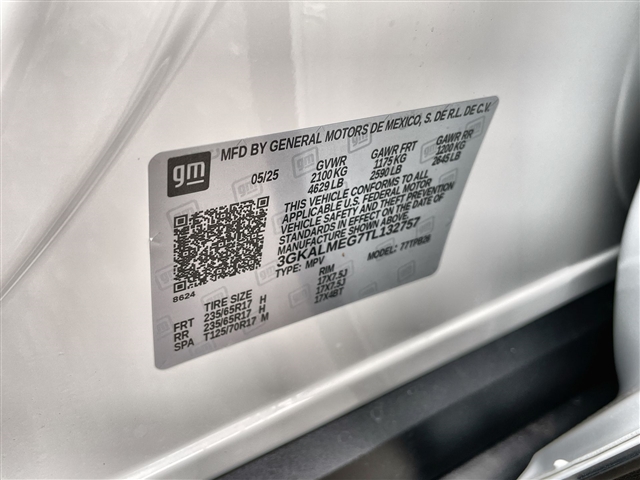 gm
MFD BY GENERAL MOTORS DE MEXICO, S. DE R.L. DE C.V.
05/25 GVWR GAWR FRT GAWR RR
2100 KG 1175 KG 1200 KG
4629 LB 2590 LB 2645 LB
THIS VEHICLE CONFORMS TO ALL
APPLICABLE U.S. FEDERAL MOTOR
VEHICLE SAFETY AND THEFT PREVENTION
STANDARDS IN EFFECT ON THE DATE OF
MANUFACTURE SHOWN ABOVE.
3GKALMEG7TL132757
TYPE: MPV MODEL: 77TPB26
8624
TIRE SIZE RIM
FRT 235/65R17 H 17X7.5J
RR 235/65R17 H 17X7.5J
SPA T125/70R17 M 17X4BT